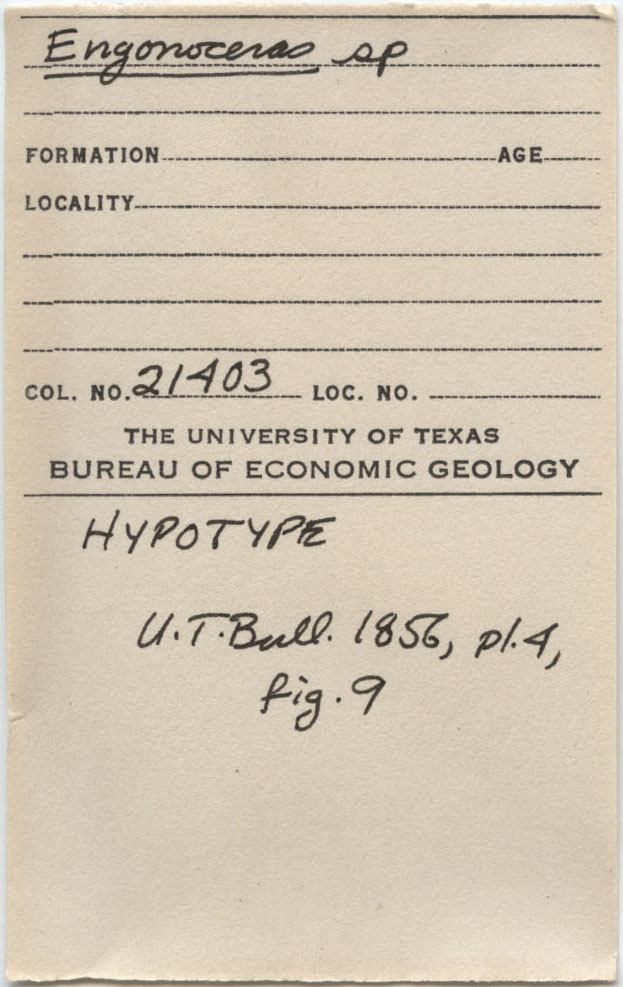 Engonoceras sp
FORMATION AGE
LOCALITY
COL. NO. 21403 LOC. NO.
THE UNIVERSITY OF TEXAS
BUREAU OF ECONOMIC GEOLOGY
HYPOTYPE
U.T. Bull. 1856, pl. 4,
fig. 9